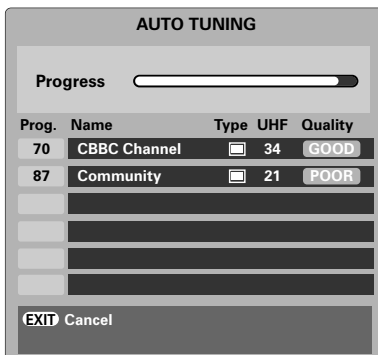 AUTO TUNING
Progress
Prog. Name Type UHF Quality
70 CBBC Channel 34 GOOD
87 Community 21 POOR
EXIT Cancel